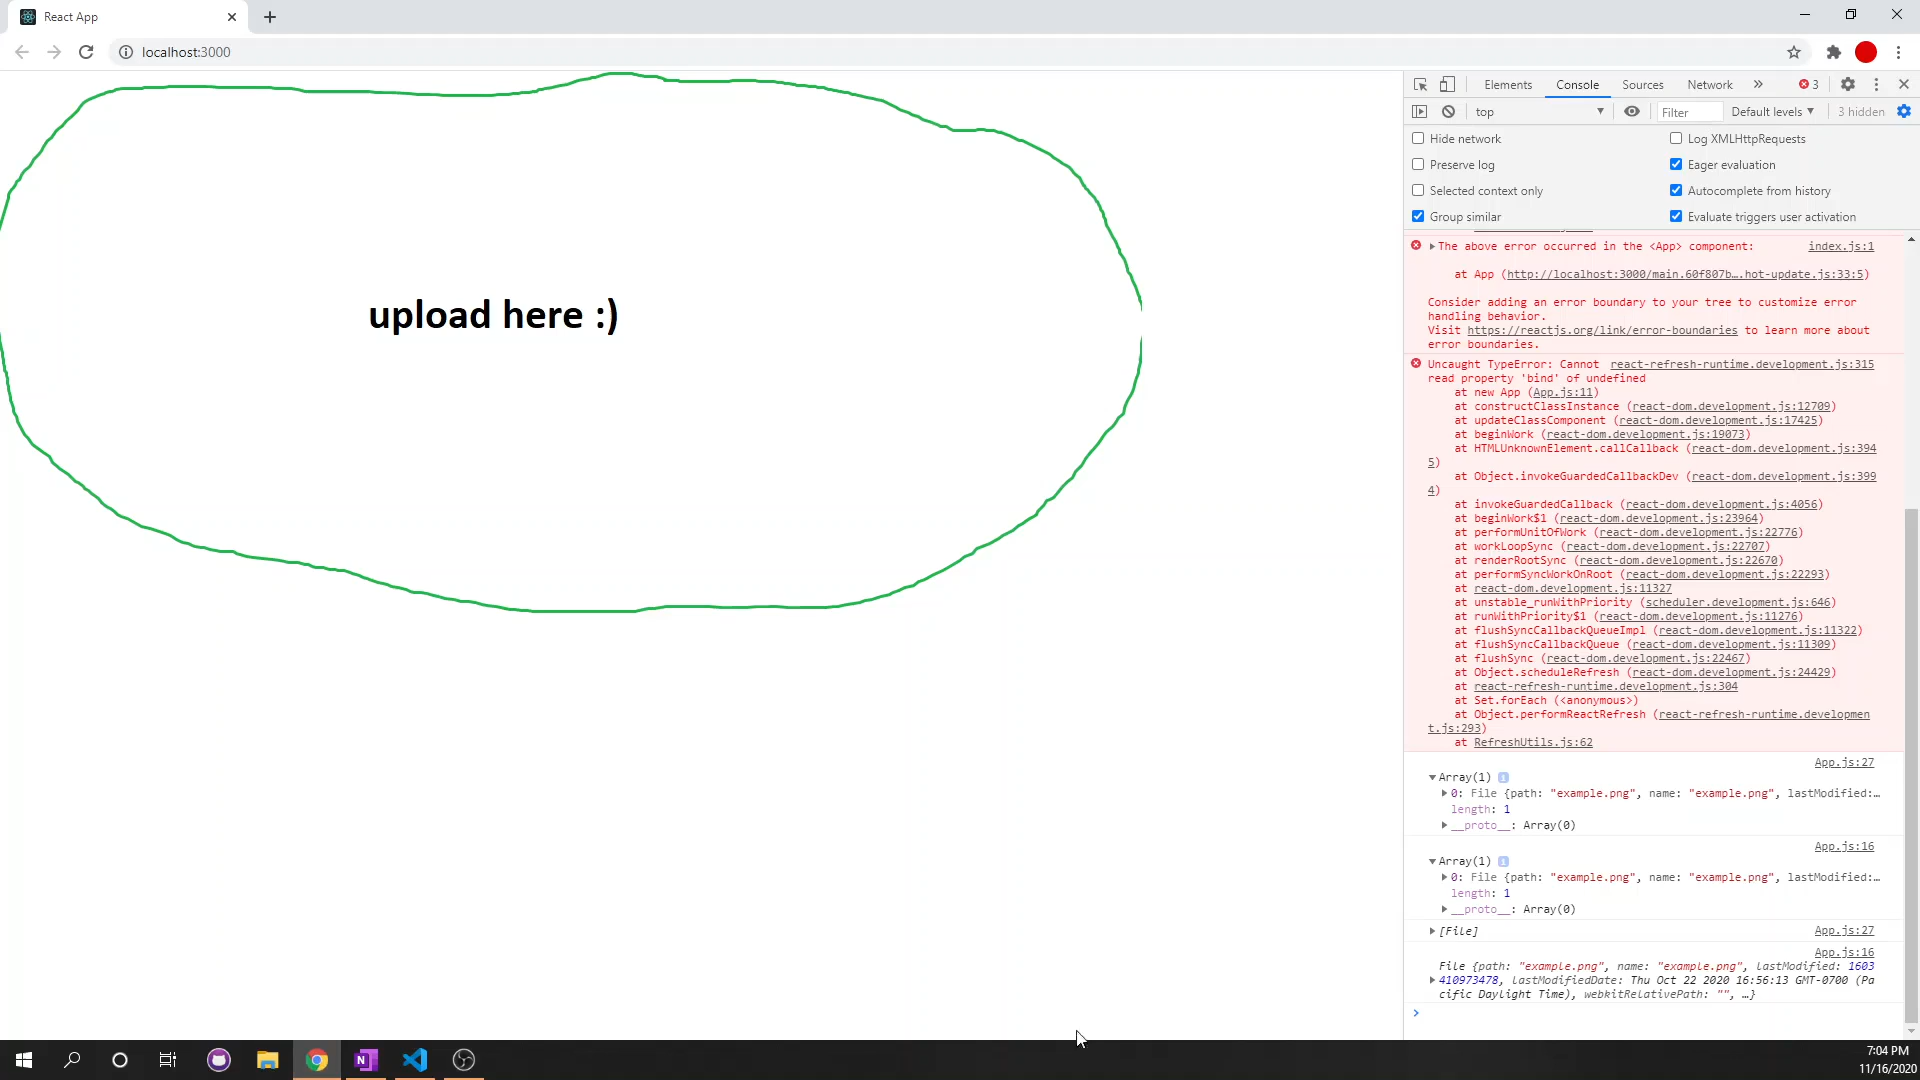 React App
localhost:3000
upload here :)
Elements
Console
Sources
Network
3
top
Filter
Default levels
3 hidden
Hide network
Log XMLHttpRequests
Preserve log
Eager evaluation
Selected context only
Autocomplete from history
Group similar
Evaluate triggers user activation
The above error occurred in the <App> component: index.js:1
at App (http://localhost:3000/main.60f807b….hot-update.js:33:5)
Consider adding an error boundary to your tree to customize error
handling behavior.
Visit https://reactjs.org/link/error-boundaries to learn more about
error boundaries.
Uncaught TypeError: Cannot react-refresh-runtime.development.js:315
read property 'bind' of undefined
at new App (App.js:11)
at constructClassInstance (react-dom.development.js:12709)
at updateClassComponent (react-dom.development.js:17425)
at beginWork (react-dom.development.js:19073)
at HTMLUnknownElement.callCallback (react-dom.development.js:394
5)
at Object.invokeGuardedCallbackDev (react-dom.development.js:399
4)
at invokeGuardedCallback (react-dom.development.js:4056)
at beginWork$1 (react-dom.development.js:23964)
at performUnitOfWork (react-dom.development.js:22776)
at workLoopSync (react-dom.development.js:22707)
at renderRootSync (react-dom.development.js:22670)
at performSyncWorkOnRoot (react-dom.development.js:22293)
at react-dom.development.js:11327
at unstable_runWithPriority (scheduler.development.js:646)
at runWithPriority$1 (react-dom.development.js:11276)
at flushSyncCallbackQueueImpl (react-dom.development.js:11322)
at flushSyncCallbackQueue (react-dom.development.js:11309)
at flushSync (react-dom.development.js:22467)
at Object.scheduleRefresh (react-dom.development.js:24429)
at react-refresh-runtime.development.js:304
at Set.forEach (<anonymous>)
at Object.performReactRefresh (react-refresh-runtime.developmen
t.js:293)
at RefreshUtils.js:62
App.js:27
Array(1)
0: File {path: "example.png", name: "example.png", lastModified:…
length: 1
__proto__: Array(0)
App.js:16
Array(1)
0: File {path: "example.png", name: "example.png", lastModified:…
length: 1
__proto__: Array(0)
[File] App.js:27
App.js:16
File {path: "example.png", name: "example.png", lastModified: 1603
410973478, lastModifiedDate: Thu Oct 22 2020 16:56:13 GMT-0700 (Pa
cific Daylight Time), webkitRelativePath: "", …}
7:04 PM
11/16/2020